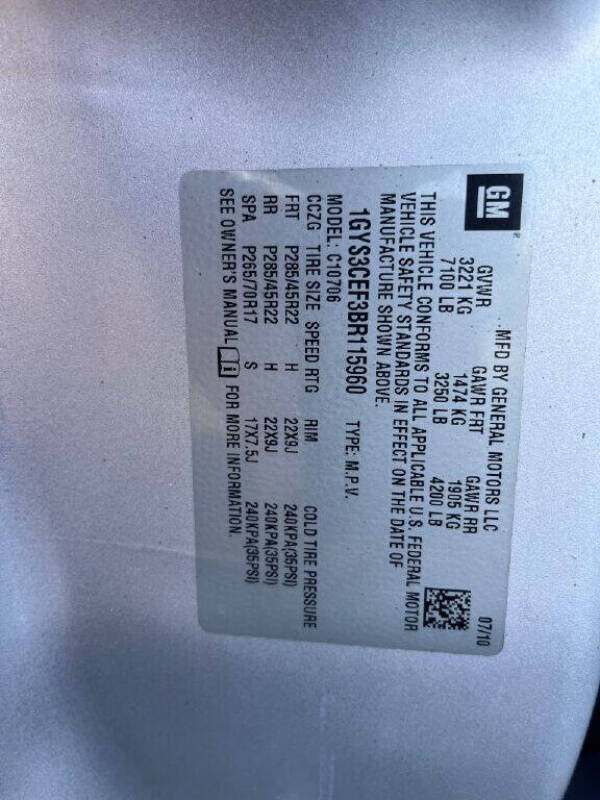 GM
MFD BY GENERAL MOTORS LLC 07/10
GVWR GAWR FRT GAWR RR
3221 KG 1474 KG 1905 KG
7100 LB 3250 LB 4200 LB
THIS VEHICLE CONFORMS TO ALL APPLICABLE U.S. FEDERAL MOTOR
VEHICLE SAFETY STANDARDS IN EFFECT ON THE DATE OF
MANUFACTURE SHOWN ABOVE.
1GYS3CEF3BR115960 TYPE: M.P.V.
MODEL: C10706
CCZG TIRE SIZE SPEED RTG RIM COLD TIRE PRESSURE
FRT P285/45R22 H 22X9J 240KPA(35PSI)
RR P285/45R22 H 22X9J 240KPA(35PSI)
SPA P265/70R17 S 17X7.5J 240KPA(35PSI)
SEE OWNER'S MANUAL FOR MORE INFORMATION.